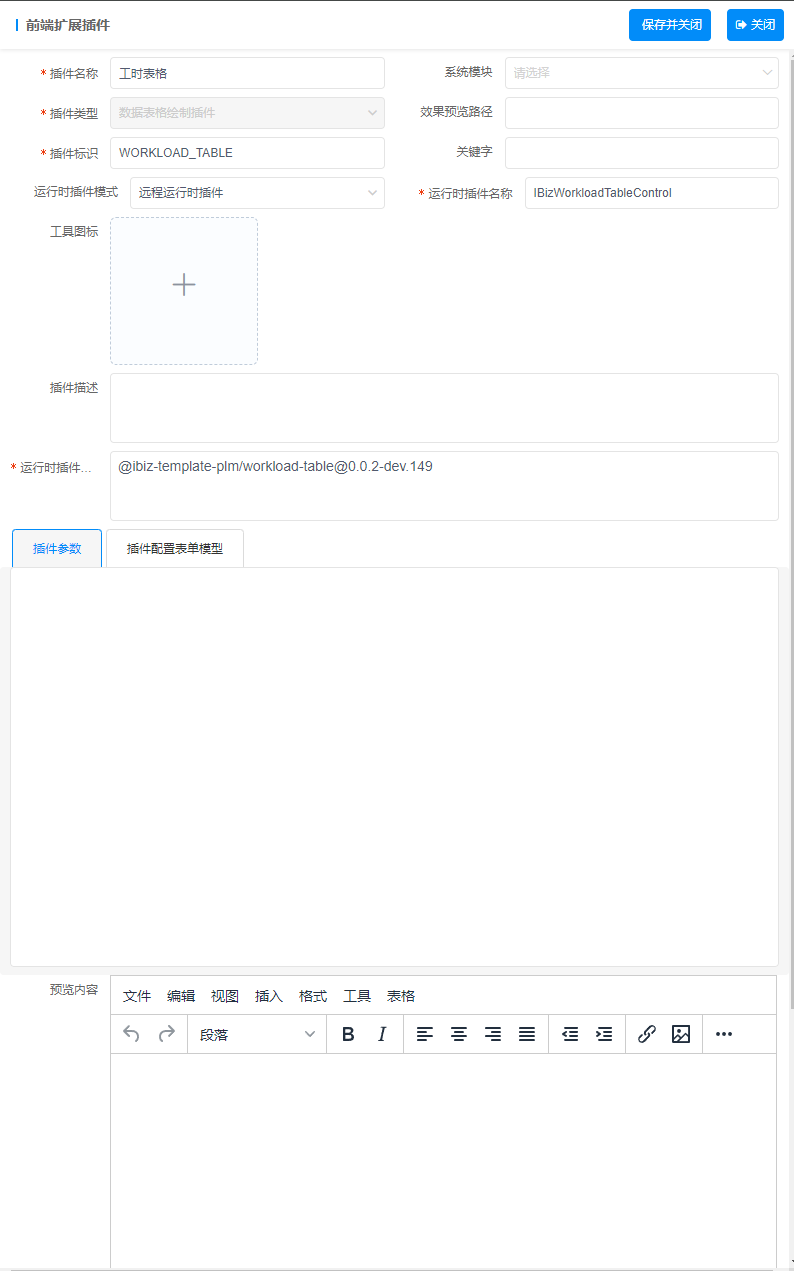 前端扩展插件
保存并关闭
关闭
* 插件名称 工时表格
系统模块 请选择
* 插件类型 数据表格绘制插件
效果预览路径
* 插件标识 WORKLOAD_TABLE
关键字
运行时插件模式 远程运行时插件
* 运行时插件名称 IBizWorkloadTableControl
工具图标
插件描述
* 运行时插件... @ibiz-template-plm/workload-table@0.0.2-dev.149
插件参数 插件配置表单模型
预览内容
文件 编辑 视图 插入 格式 工具 表格
段落 B I